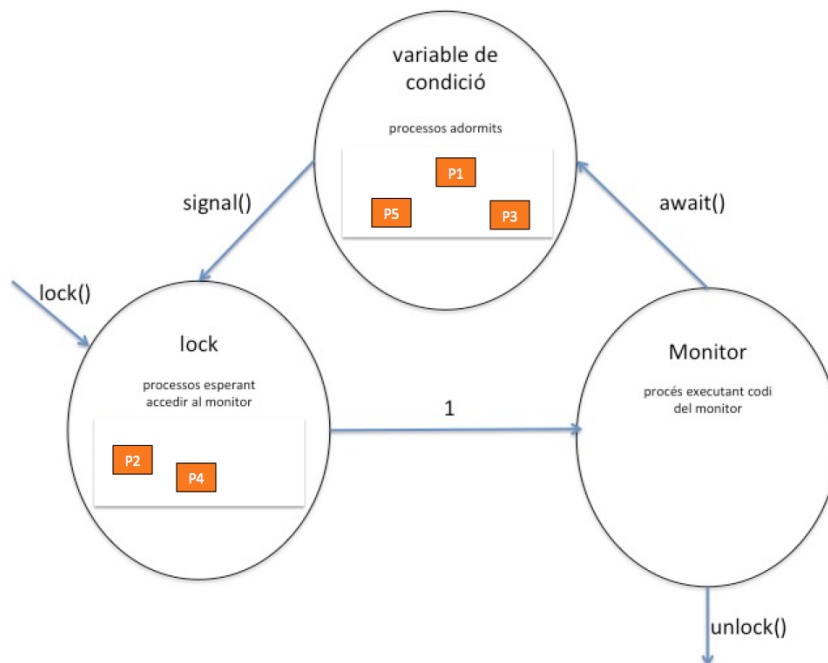 variable de
condició
processos adormits
P1
P5
P3
signal()
await()
lock()
lock
processos esperant
accedir al monitor
P2
P4
1
Monitor
procés executant codi
del monitor
unlock()